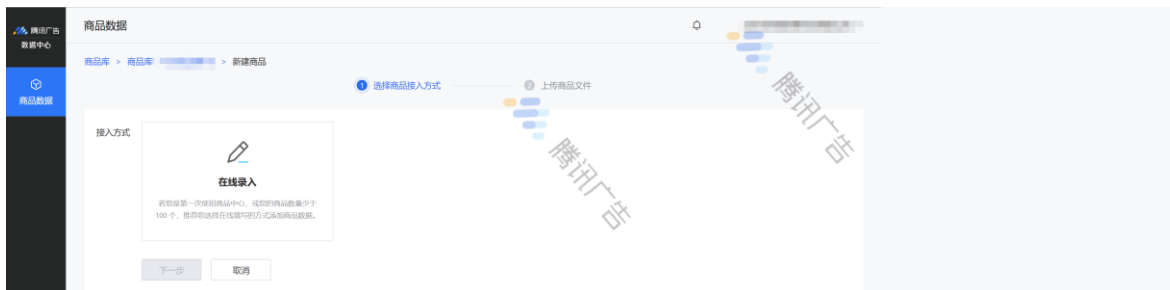 腾讯广告
数据中心
商品数据
商品数据
商品库 > 商品库 > 新建商品
1 选择商品接入方式 2 上传商品文件
接入方式
在线录入
若您是第一次使用商品中心，或您的商品数量少于
100 个，推荐您选择在线填写的方式添加商品数据。
下一步 取消
腾讯广告
腾讯广告